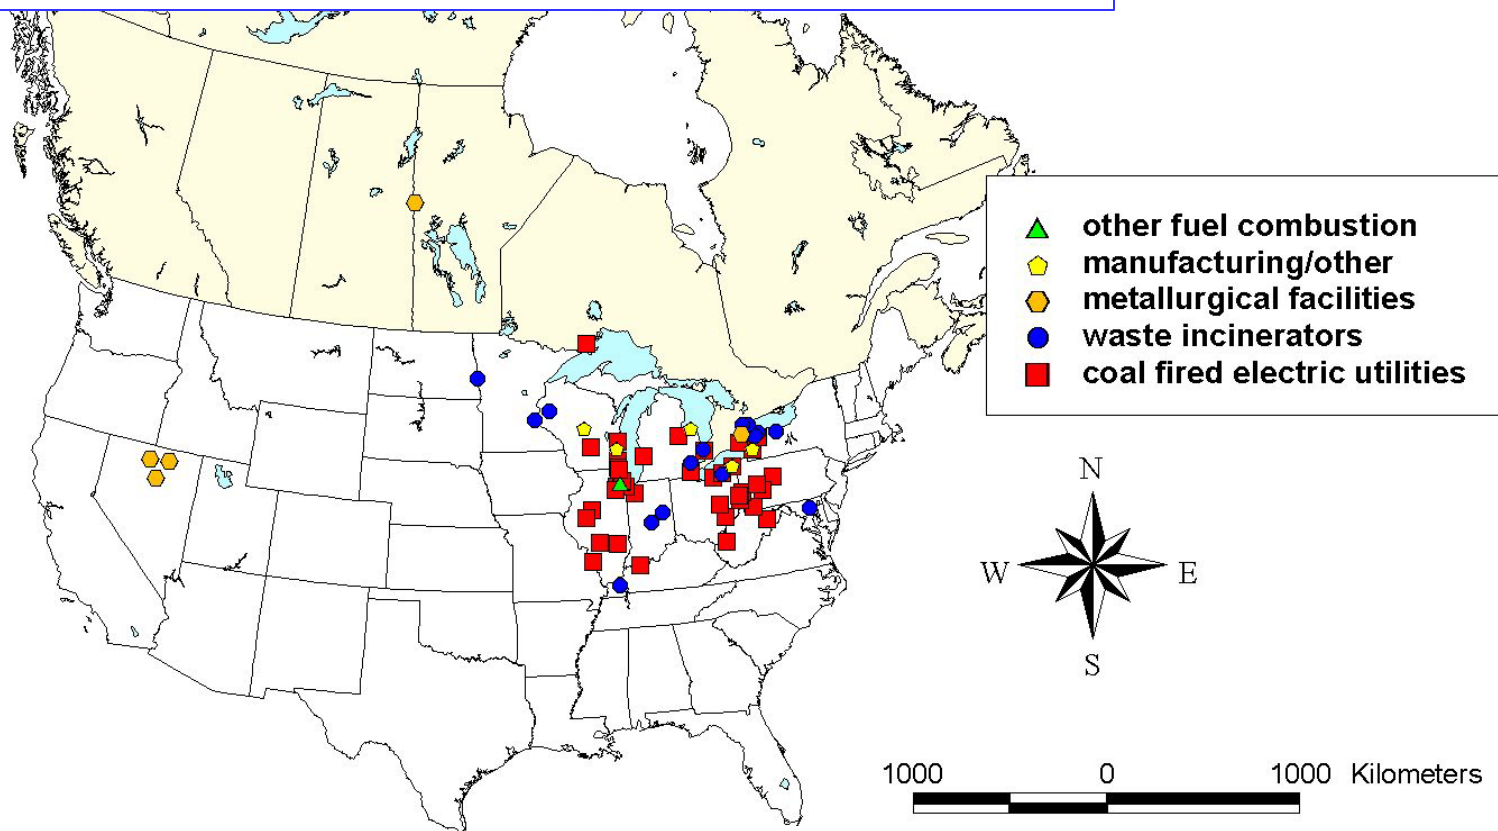 other fuel combustion
manufacturing/other
metallurgical facilities
waste incinerators
coal fired electric utilities
N
W E
S
1000 0 1000 Kilometers